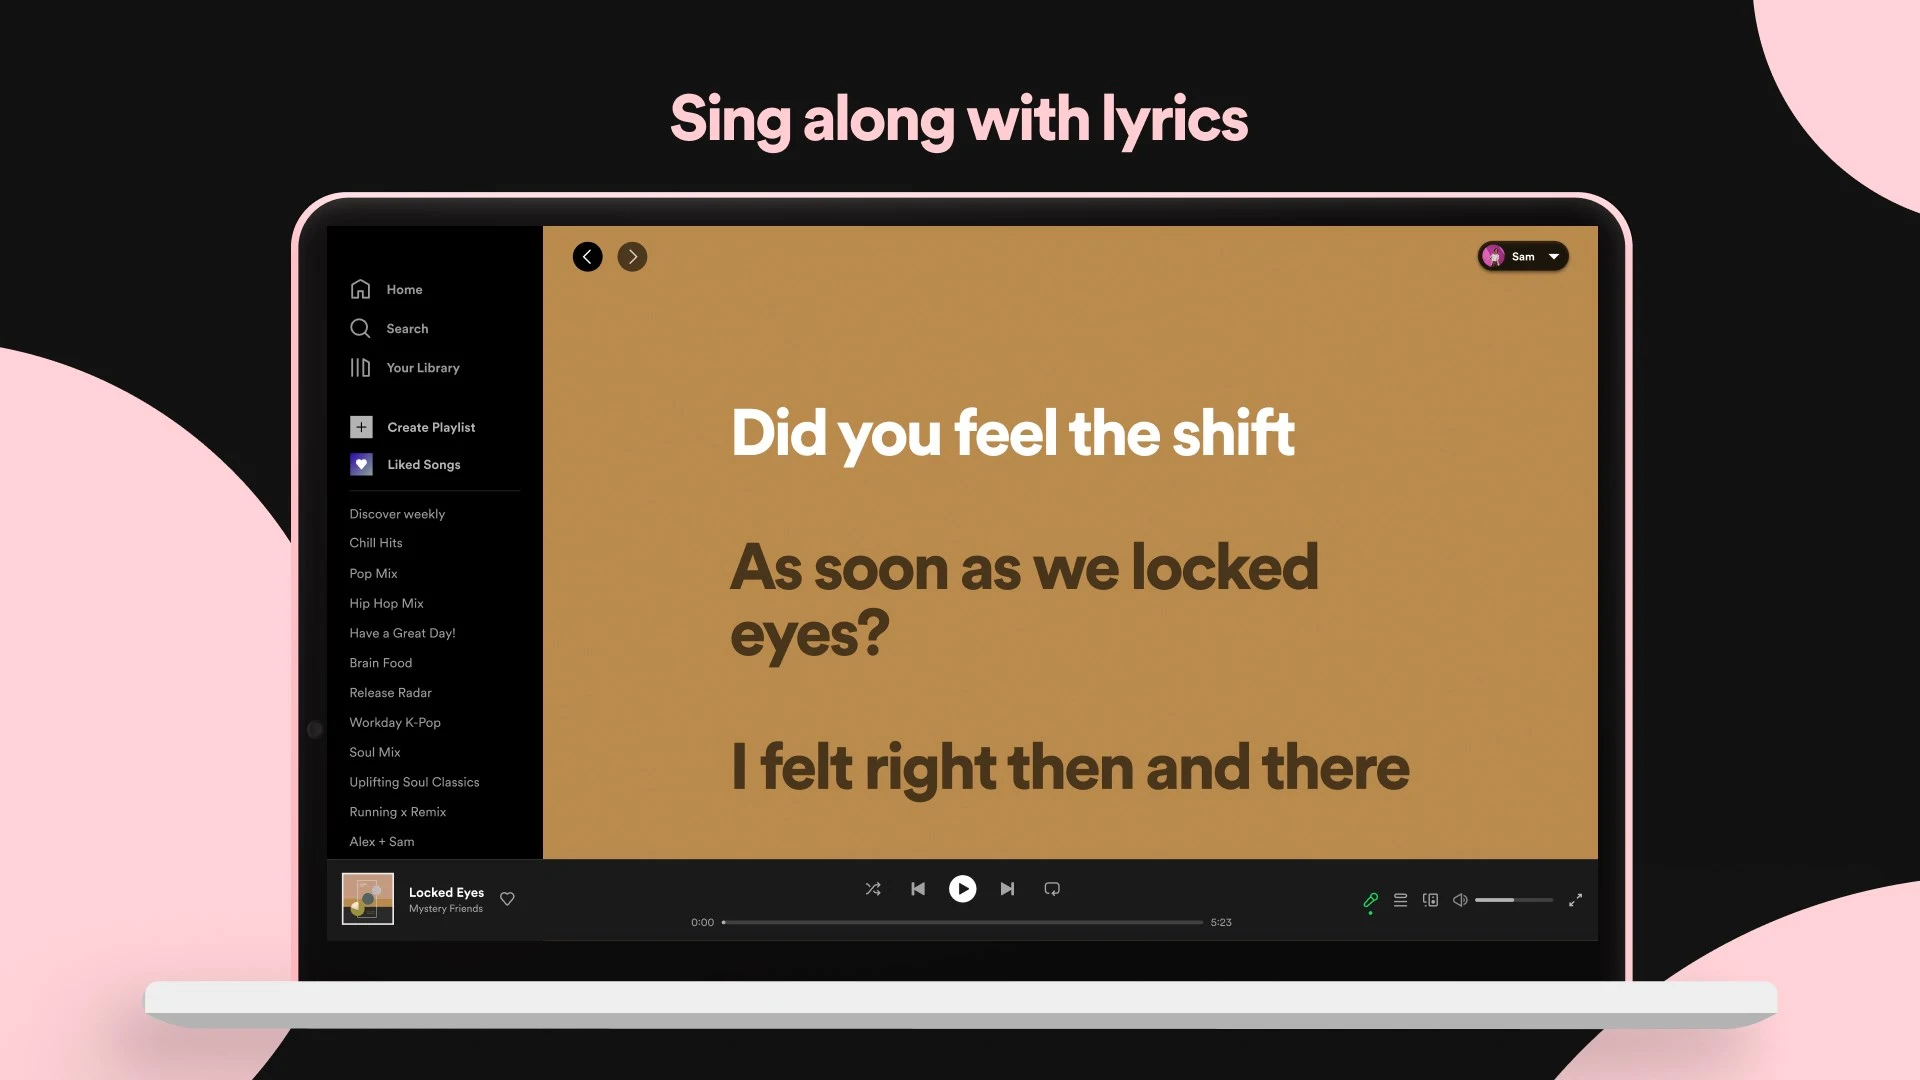 Sing along with lyrics
Sam
Home
Search
Your Library
Create Playlist
Liked Songs
Discover weekly
Chill Hits
Pop Mix
Hip Hop Mix
Have a Great Day!
Brain Food
Release Radar
Workday K-Pop
Soul Mix
Uplifting Soul Classics
Running x Remix
Alex + Sam
Did you feel the shift
As soon as we locked
eyes?
I felt right then and there
Locked Eyes
Mystery Friends
0:00
5:23